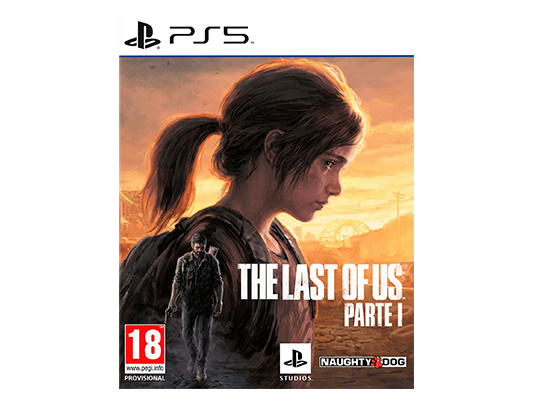 PS5
THE LAST OF US
PARTE I
18
www.pegi.info
PROVISIONAL
STUDIOS
NAUGHTY DOG